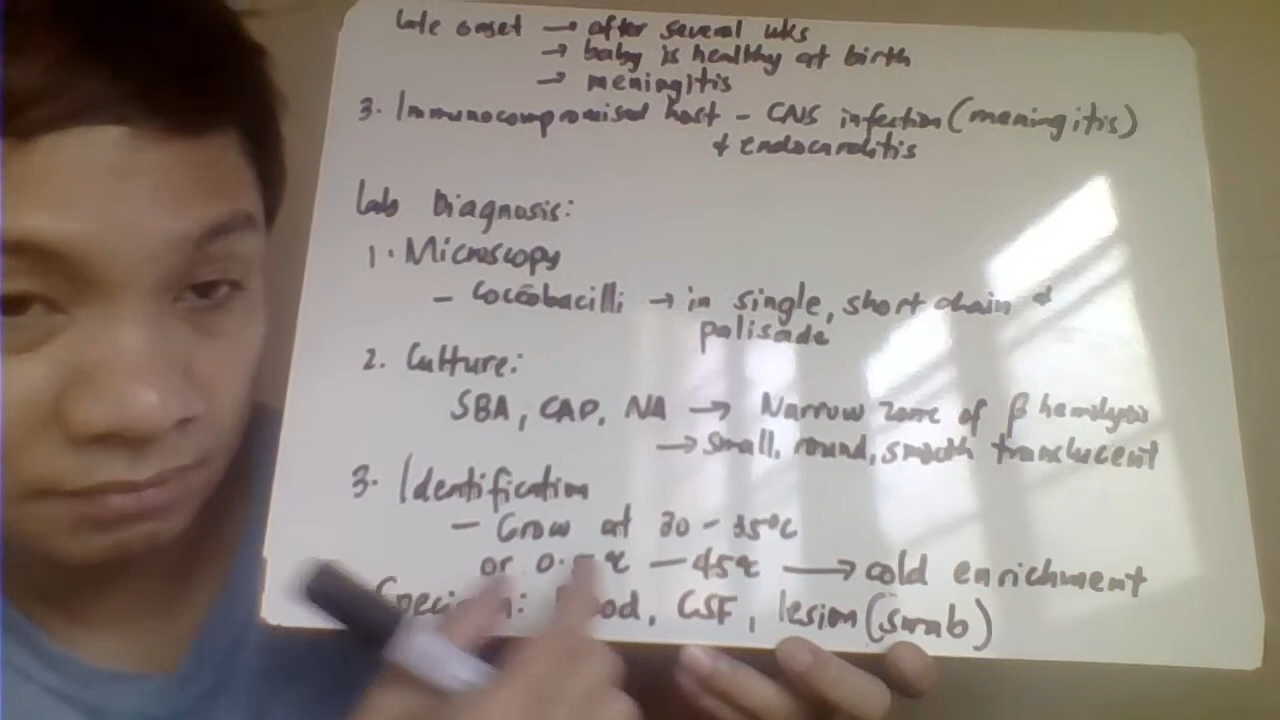 late onset → after several wks
→ baby is healthy at birth
→ meningitis
3. Immunocompromised host - CNS infection (meningitis)
& endocarditis
Lab Diagnosis:
1. Microscopy
- Coccobacilli → in single, short chain &
palisade
2. Culture:
SBA, CAP, NA → Narrow zone of β hemolysis
→ small, round, smooth translucent
3. Identification
- Grow at 30 - 35°C
or 0.5°C - 45°C → cold enrichment
CSF, lesion (swab)